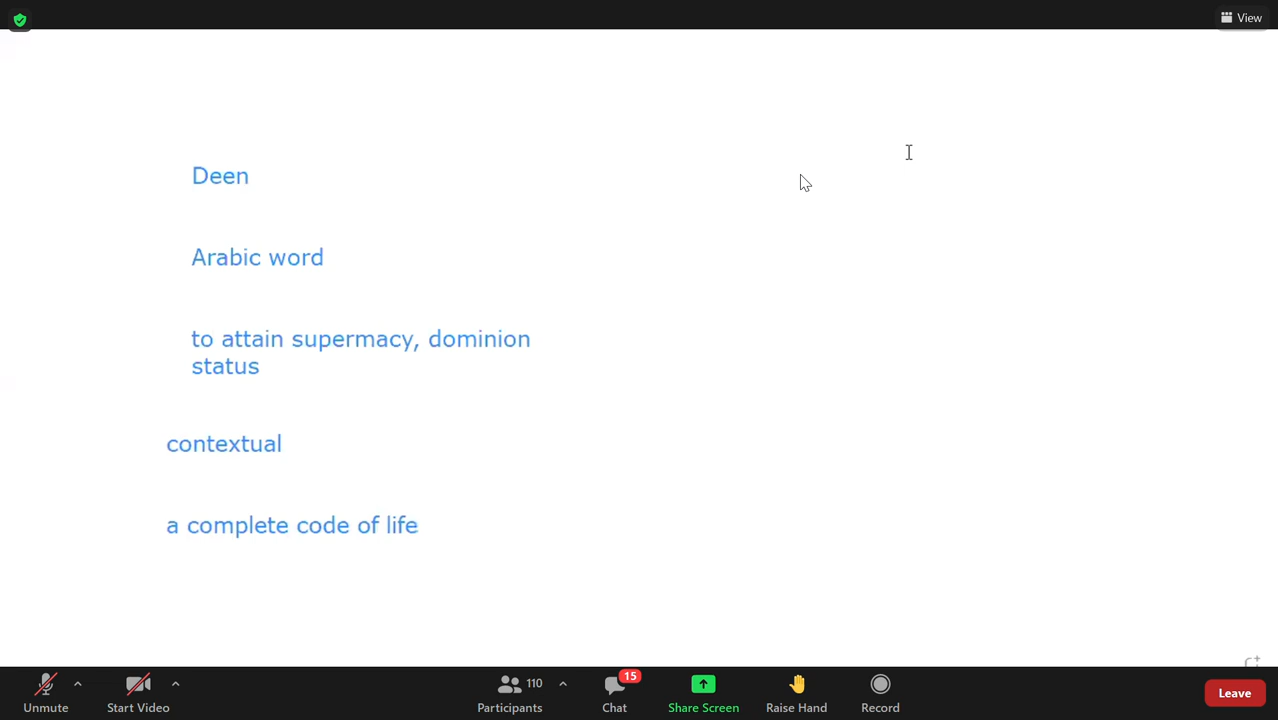 View
Deen
Arabic word
to attain supermacy, dominion
status
contextual
a complete code of life
Unmute
Start Video
110
Participants
15
Chat
Share Screen
Raise Hand
Record
Leave